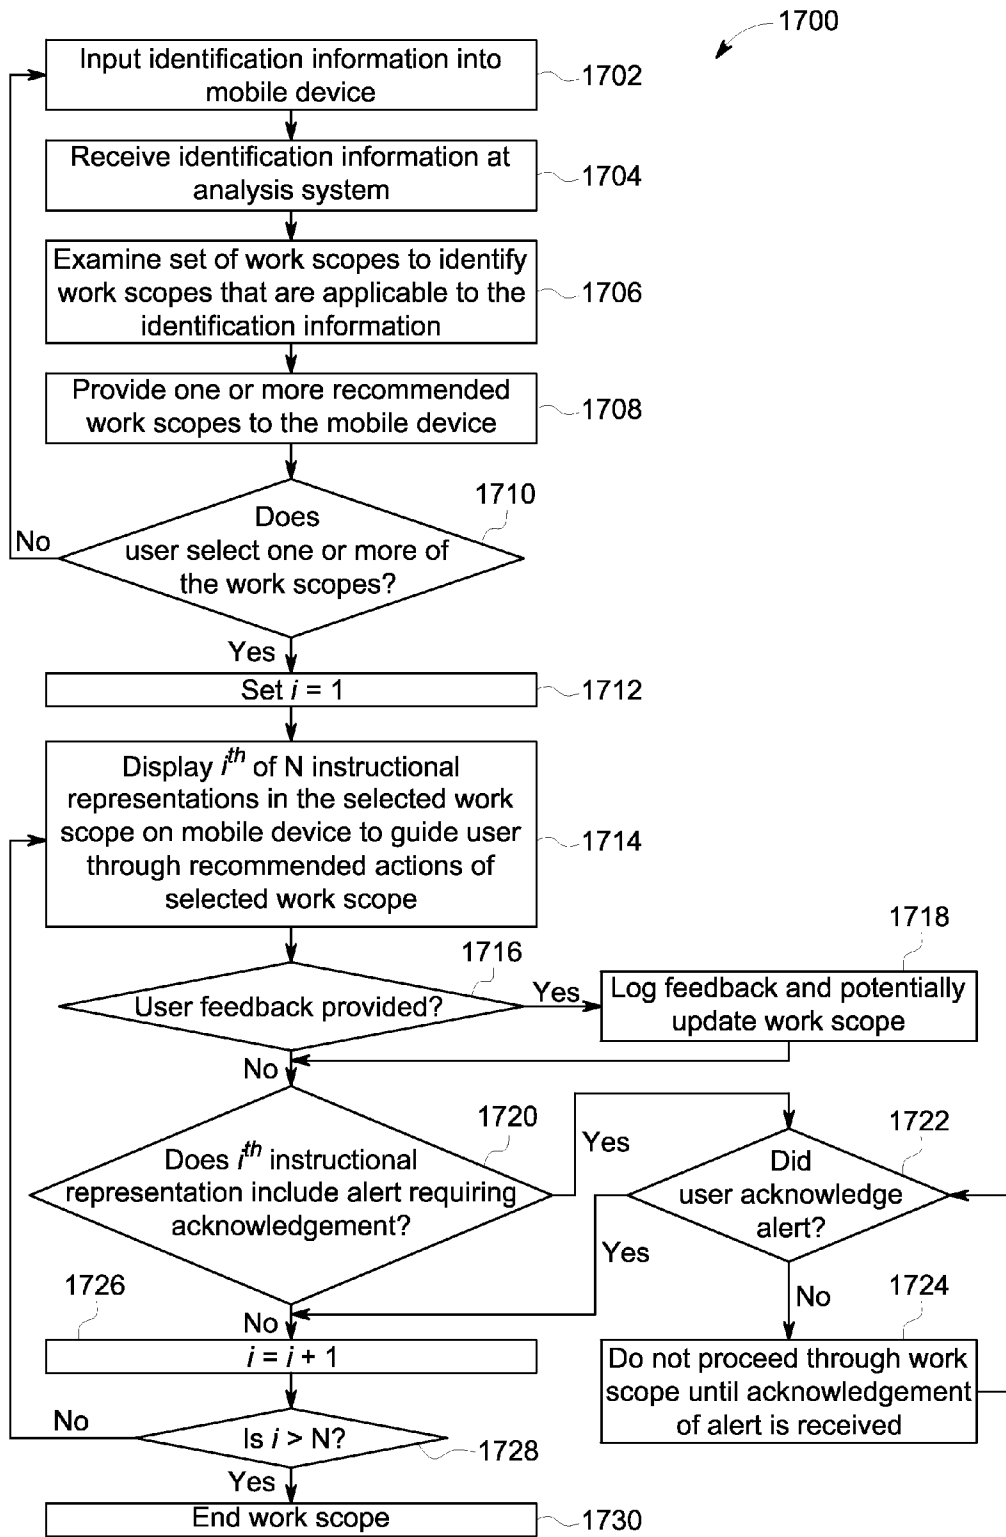 1700
Input identification information into
mobile device
1702
Receive identification information at
analysis system
1704
Examine set of work scopes to identify
work scopes that are applicable to the
identification information
1706
Provide one or more recommended
work scopes to the mobile device
1708
1710
Does
user select one or more of
the work scopes?
No
Yes
Set i = 1
1712
Display ith of N instructional
representations in the selected work
scope on mobile device to guide user
through recommended actions of
selected work scope
1714
1716
User feedback provided?
Yes
1718
Log feedback and potentially
update work scope
No
1720
Does ith instructional
representation include alert requiring
acknowledgement?
Yes
1722
Did
user acknowledge
alert?
Yes
No
1724
Do not proceed through work
scope until acknowledgement
of alert is received
No
1726
i = i + 1
No
Is i > N?
1728
Yes
End work scope
1730